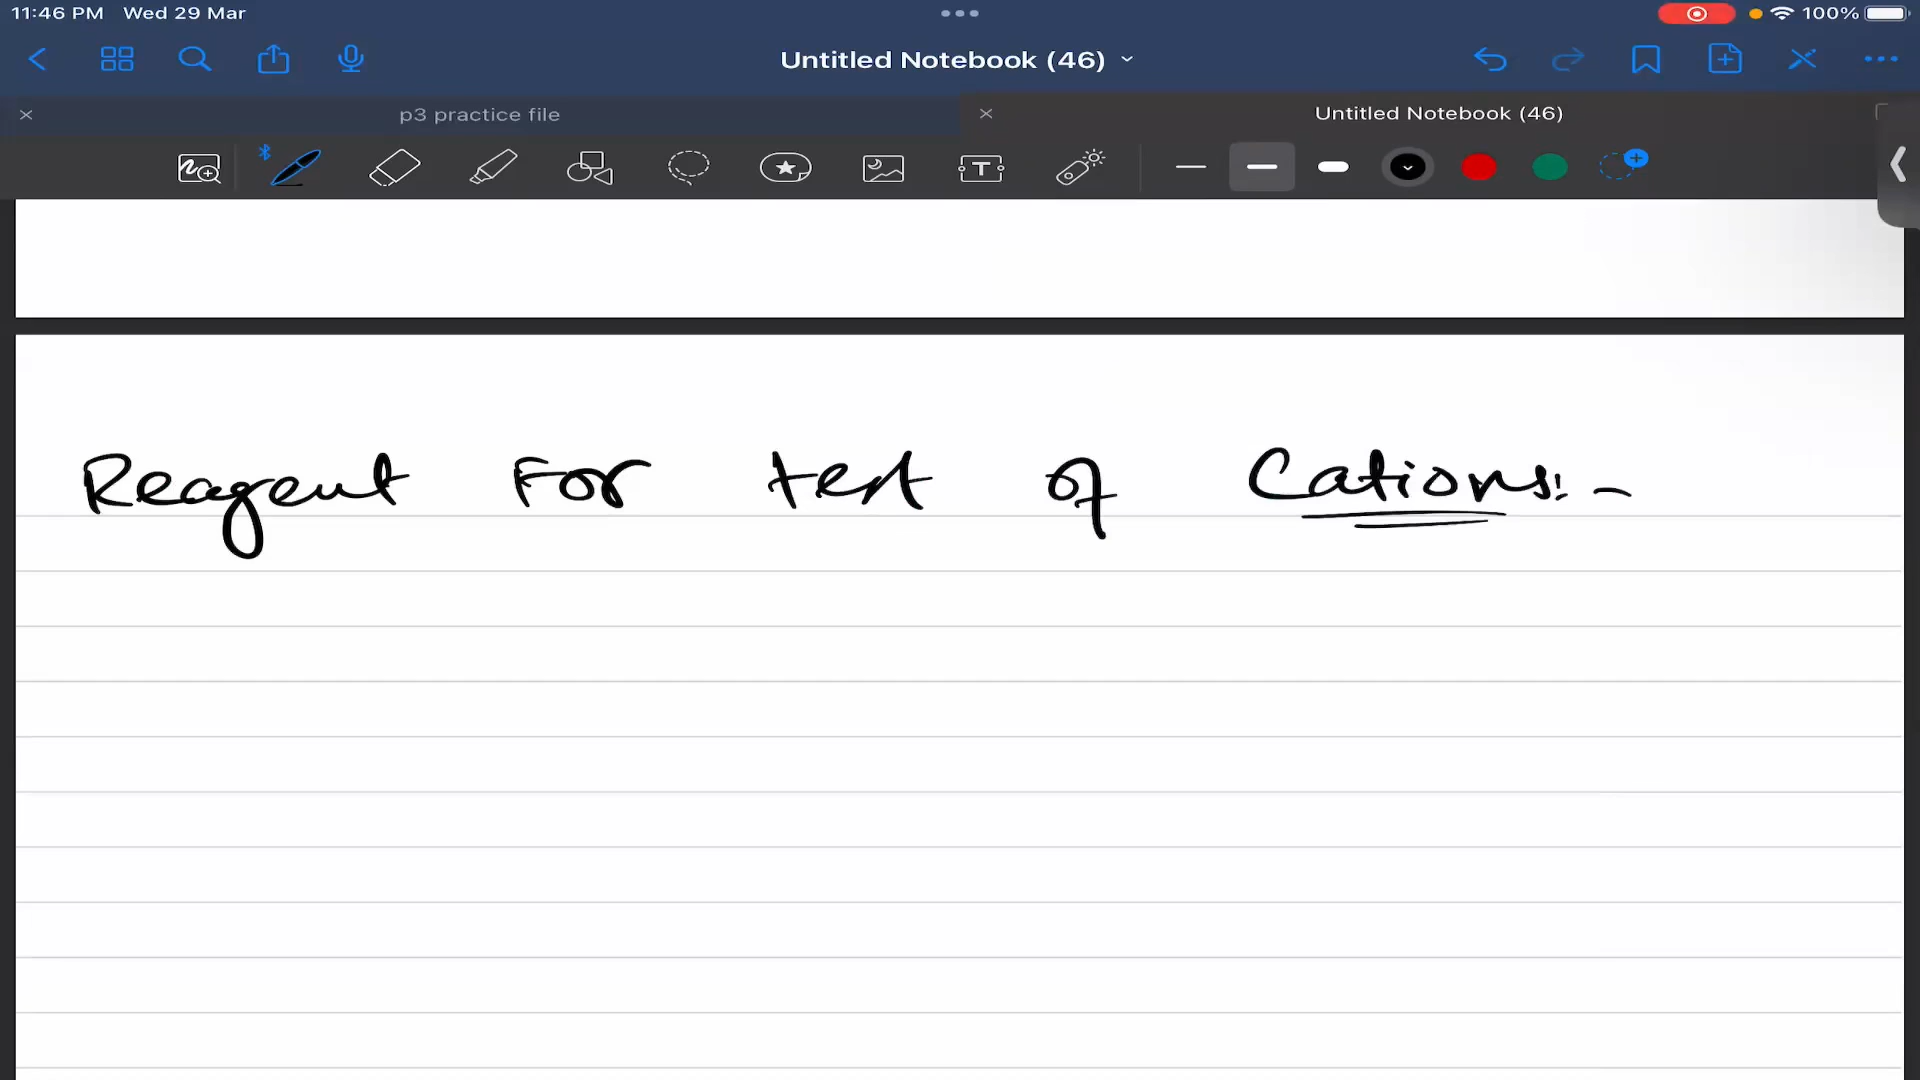 11:46 PM Wed 29 Mar
100%
Untitled Notebook (46)
p3 practice file
Untitled Notebook (46)
T
Reagent For test of Cations:-